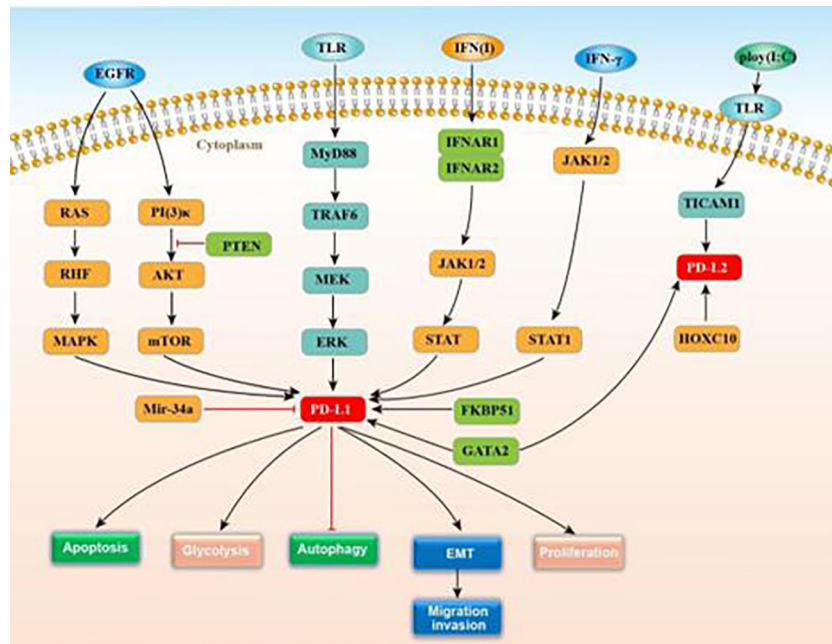 TLR
IFN(I)
EGFR
IFN-γ
ploy(I:C)
TLR
Cytoplasm
MyD88
IFNAR1
IFNAR2
JAK1/2
RAS
PI(3)κ
TRAF6
TICAM1
PTEN
RHF
AKT
MEK
JAK1/2
PD-L2
MAPK
mTOR
ERK
STAT
STAT1
HOXC10
Mir-34a
PD-L1
FKBP51
GATA2
Apoptosis
Glycolysis
Autophagy
EMT
Proliferation
Migration
invasion